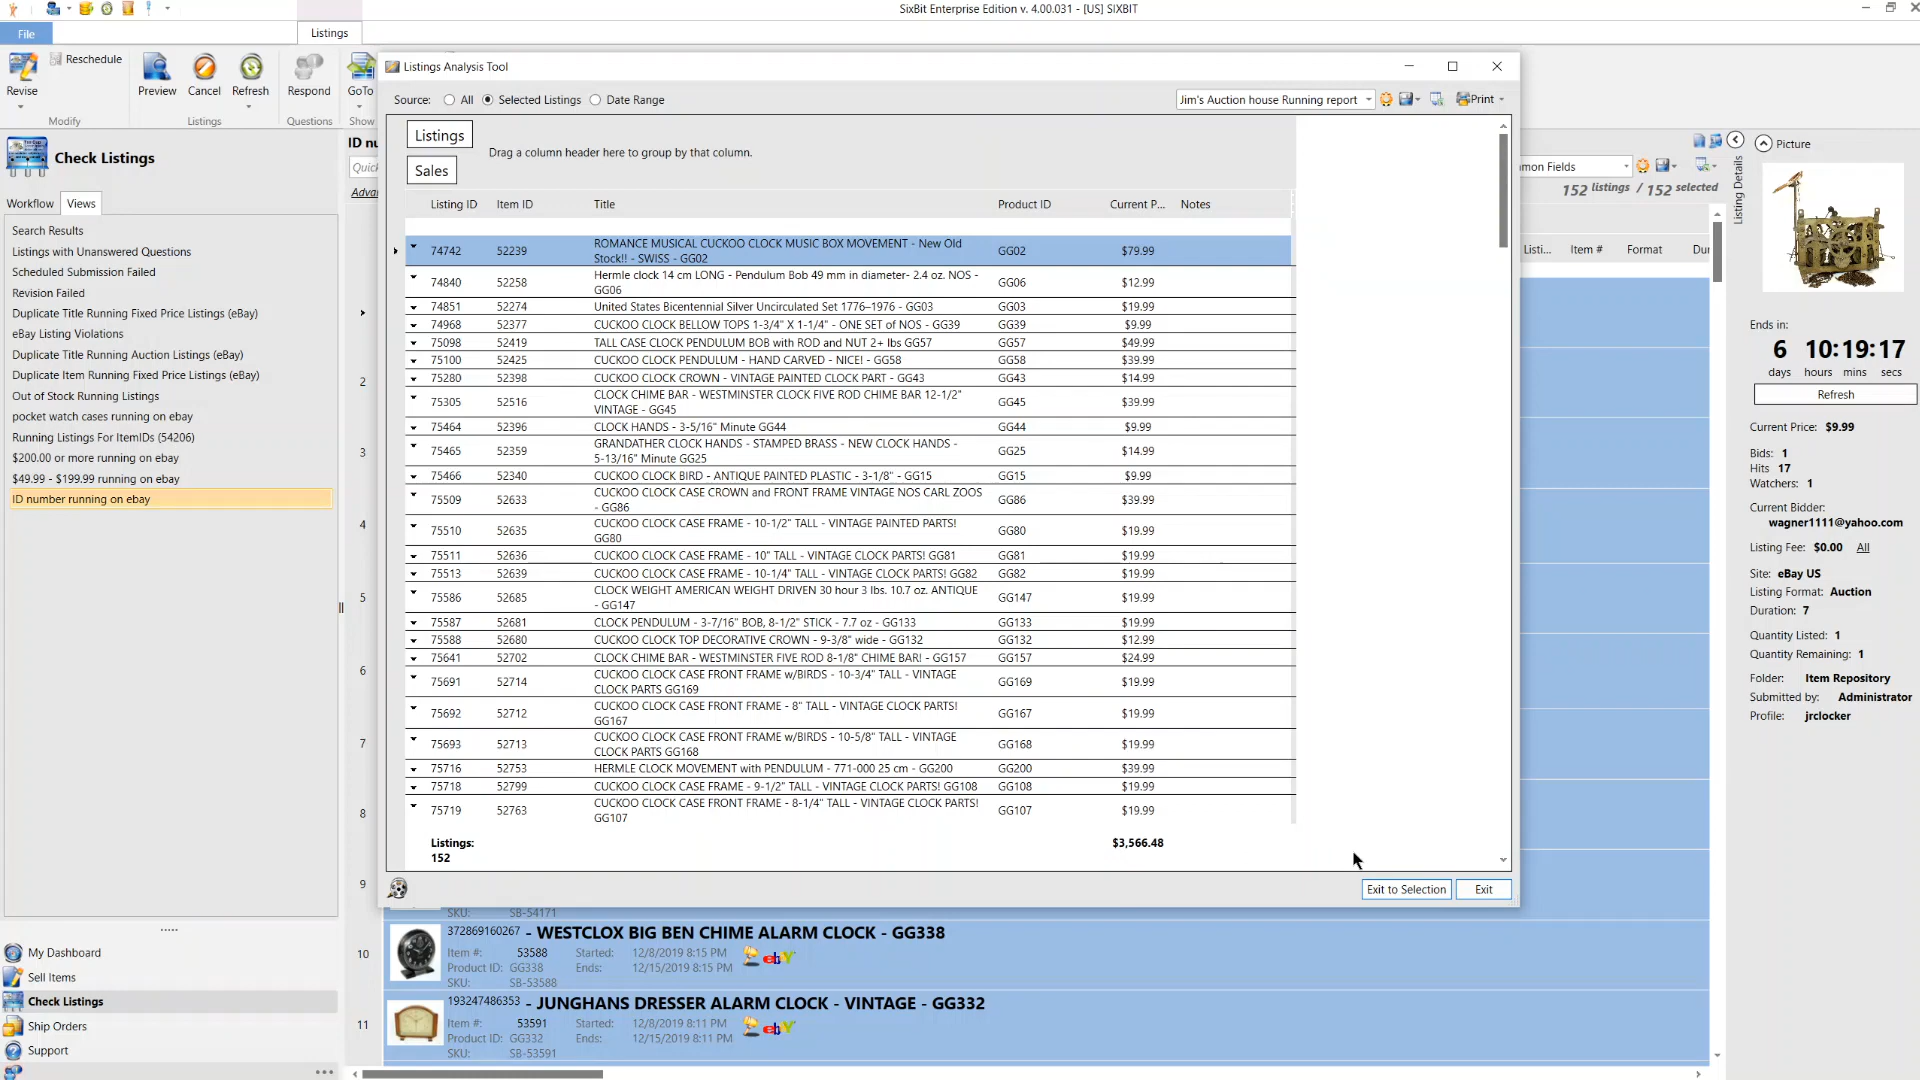 SixBit Enterprise Edition v. 4.00.031 - [US] SIXBIT
File
Listings
Revise
Reschedule
Modify
Preview
Cancel
Refresh
Listings
Respond
Questions
GoTo
Show
Check Listings
Workflow
Views
Search Results
Listings with Unanswered Questions
Scheduled Submission Failed
Revision Failed
Duplicate Title Running Fixed Price Listings (eBay)
eBay Listing Violations
Duplicate Title Running Auction Listings (eBay)
Duplicate Item Running Fixed Price Listings (eBay)
Out of Stock Running Listings
pocket watch cases running on ebay
Running Listings For ItemIDs (54206)
$200.00 or more running on ebay
$49.99 - $199.99 running on ebay
ID number running on ebay
My Dashboard
Sell Items
Check Listings
Ship Orders
Support
ID nu
Quick
Advan
2
3
4
5
6
7
8
9
10
11
Listings Analysis Tool
Source: All Selected Listings Date Range
Jim's Auction house Running report
Print
Listings
Sales
Drag a column header here to group by that column.
Listing ID Item ID Title Product ID Current P... Notes
74742 52239 ROMANCE MUSICAL CUCKOO CLOCK MUSIC BOX MOVEMENT - New Old GG02 $79.99
Stock!! - SWISS - GG02
74840 52258 Hermle clock 14 cm LONG - Pendulum Bob 49 mm in diameter- 2.4 oz. NOS - GG06 $12.99
GG06
74851 52274 United States Bicentennial Silver Uncirculated Set 1776–1976 - GG03 GG03 $19.99
74968 52377 CUCKOO CLOCK BELLOW TOPS 1-3/4" X 1-1/4" - ONE SET of NOS - GG39 GG39 $9.99
75098 52419 TALL CASE CLOCK PENDULUM BOB with ROD and NUT 2+ lbs GG57 GG57 $49.99
75100 52425 CUCKOO CLOCK PENDULUM - HAND CARVED - NICE! - GG58 GG58 $39.99
75280 52398 CUCKOO CLOCK CROWN - VINTAGE PAINTED CLOCK PART - GG43 GG43 $14.99
75305 52516 CLOCK CHIME BAR - WESTMINSTER CLOCK FIVE ROD CHIME BAR 12-1/2" GG45 $39.99
VINTAGE - GG45
75464 52396 CLOCK HANDS - 3-5/16" Minute GG44 GG44 $9.99
75465 52359 GRANDATHER CLOCK HANDS - STAMPED BRASS - NEW CLOCK HANDS - GG25 $14.99
5-13/16" Minute GG25
75466 52340 CUCKOO CLOCK BIRD - ANTIQUE PAINTED PLASTIC - 3-1/8" - GG15 GG15 $9.99
75509 52633 CUCKOO CLOCK CASE CROWN and FRONT FRAME VINTAGE NOS CARL ZOOS GG86 $39.99
- GG86
75510 52635 CUCKOO CLOCK CASE FRAME - 10-1/2" TALL - VINTAGE PAINTED PARTS! GG80 $19.99
GG80
75511 52636 CUCKOO CLOCK CASE FRAME - 10" TALL - VINTAGE CLOCK PARTS! GG81 GG81 $19.99
75513 52639 CUCKOO CLOCK CASE FRAME - 10-1/4" TALL - VINTAGE CLOCK PARTS! GG82 GG82 $19.99
75586 52685 CLOCK WEIGHT AMERICAN WEIGHT DRIVEN 30 hour 3 lbs. 10.7 oz. ANTIQUE GG147 $19.99
- GG147
75587 52681 CLOCK PENDULUM - 3-7/16" BOB, 8-1/2" STICK - 7.7 oz - GG133 GG133 $19.99
75588 52680 CUCKOO CLOCK TOP DECORATIVE CROWN - 9-3/8" wide - GG132 GG132 $12.99
75641 52702 CLOCK CHIME BAR - WESTMINSTER FIVE ROD 8-1/8" CHIME BAR! - GG157 GG157 $24.99
75691 52714 CUCKOO CLOCK CASE FRONT FRAME w/BIRDS - 10-3/4" TALL - VINTAGE GG169 $19.99
CLOCK PARTS GG169
75692 52712 CUCKOO CLOCK CASE FRONT FRAME - 8" TALL - VINTAGE CLOCK PARTS! GG167 $19.99
GG167
75693 52713 CUCKOO CLOCK CASE FRONT FRAME w/BIRDS - 10-5/8" TALL - VINTAGE GG168 $19.99
CLOCK PARTS GG168
75716 52753 HERMLE CLOCK MOVEMENT with PENDULUM - 771-000 25 cm - GG200 GG200 $39.99
75718 52799 CUCKOO CLOCK CASE FRAME - 9-1/2" TALL - VINTAGE CLOCK PARTS! GG108 GG108 $19.99
75719 52763 CUCKOO CLOCK CASE FRONT FRAME - 8-1/4" TALL - VINTAGE CLOCK PARTS! GG107 $19.99
GG107
Listings: $3,566.48
152
Exit to Selection Exit
SKU: SB-54171
372869160267 - WESTCLOX BIG BEN CHIME ALARM CLOCK - GG338
Item #: 53588 Started: 12/8/2019 8:15 PM ebay
Product ID: GG338 Ends: 12/15/2019 8:15 PM
SKU: SB-53588
193247486353 - JUNGHANS DRESSER ALARM CLOCK - VINTAGE - GG332
Item #: 53591 Started: 12/8/2019 8:11 PM ebay
Product ID: GG332 Ends: 12/15/2019 8:11 PM
SKU: SB-53591
mon Fields
152 listings / 152 selected
Listi... Item # Format Dur
Listing Details
Picture
Ends in:
6 10:19:17
days hours mins secs
Refresh
Current Price: $9.99
Bids: 1
Hits 17
Watchers: 1
Current Bidder:
wagner1111@yahoo.com
Listing Fee: $0.00 All
Site: eBay US
Listing Format: Auction
Duration: 7
Quantity Listed: 1
Quantity Remaining: 1
Folder: Item Repository
Submitted by: Administrator
Profile: jrclocker